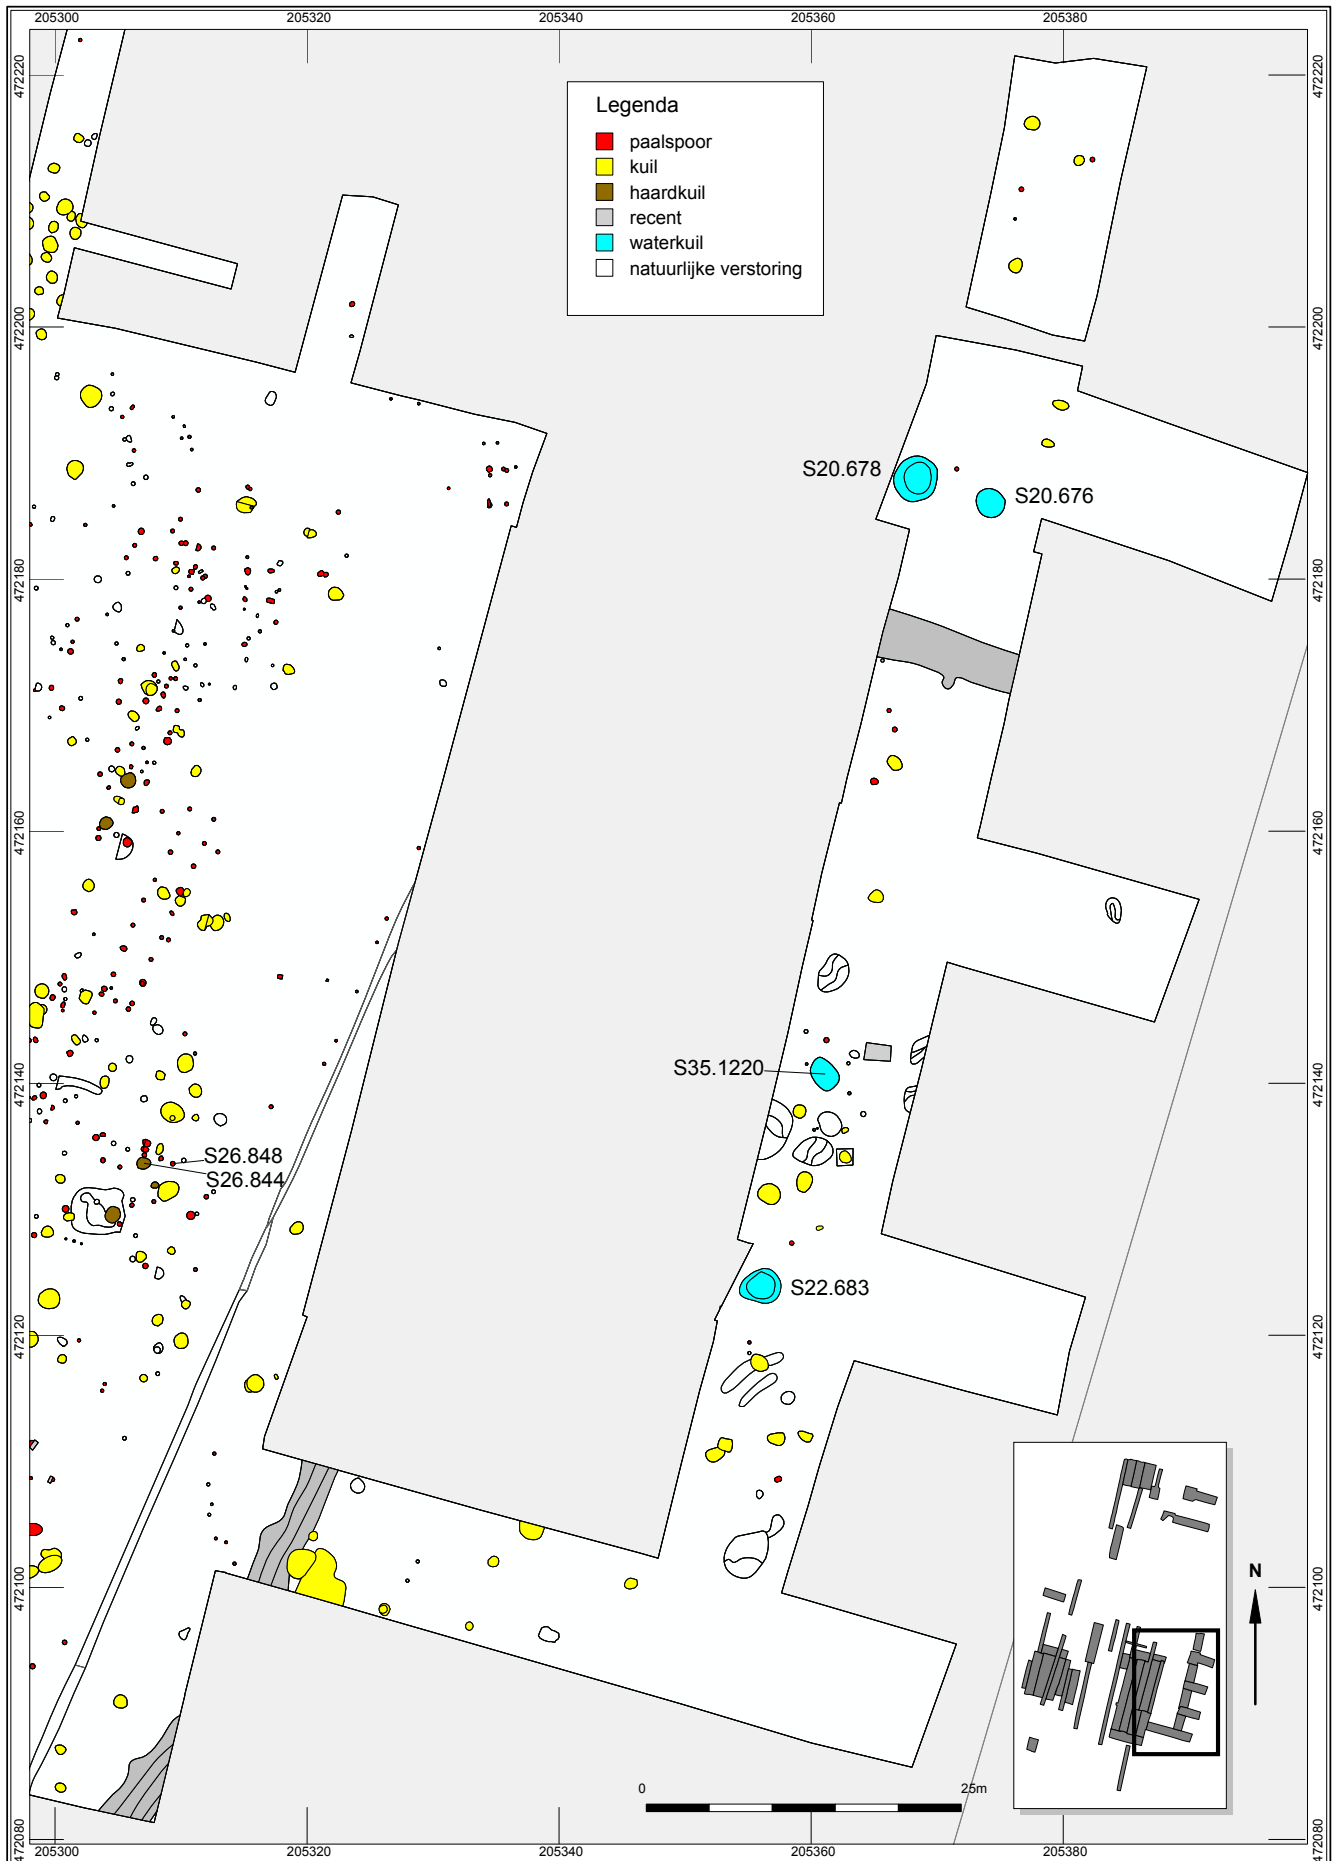 205300 205320 205340 205360 205380
472220 472220
Legenda
paalspoor
kuil
haardkuil
recent
waterkuil
natuurlijke verstoring
472200 472200
S20.678
S20.676
472180 472180
472160 472160
S35.1220
472140 472140
S26.848
S26.844
S22.683
472120 472120
N
472100 472100
0 25m
472080 472080
205300 205320 205340 205360 205380